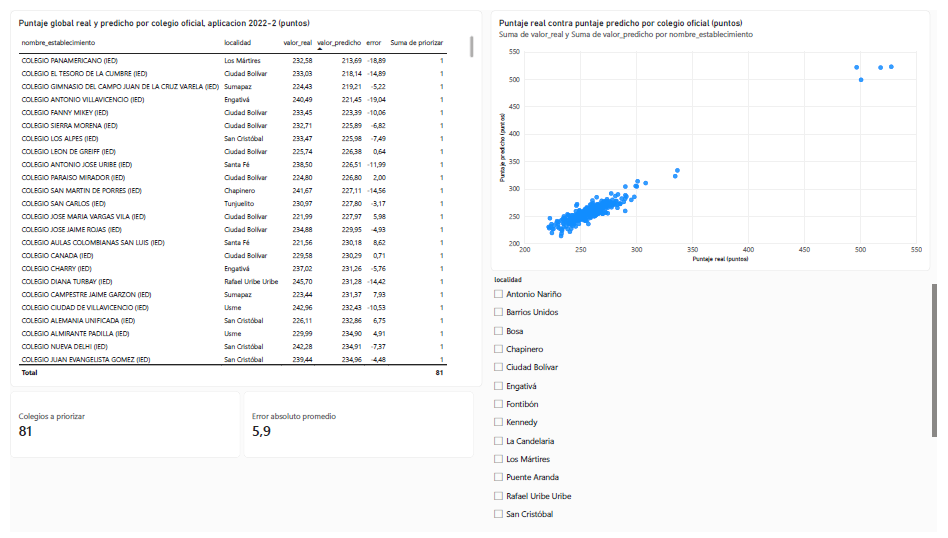 Puntaje global real y predicho por colegio oficial, aplicacion 2022-2 (puntos)
nombre_establecimiento localidad valor_real valor_predicho error Suma de priorizar
COLEGIO PANAMERICANO (IED) Los Mártires 232,58 213,69 -18,89 1
COLEGIO EL TESORO DE LA CUMBRE (IED) Ciudad Bolívar 233,03 218,14 -14,89 1
COLEGIO GIMNASIO DEL CAMPO JUAN DE LA CRUZ VARELA (IED) Sumapaz 224,43 219,21 -5,22 1
COLEGIO ANTONIO VILLAVICENCIO (IED) Engativá 240,49 221,45 -19,04 1
COLEGIO FANNY MIKEY (IED) Ciudad Bolívar 233,45 223,39 -10,06 1
COLEGIO SIERRA MORENA (IED) Ciudad Bolívar 232,71 225,89 -6,82 1
COLEGIO LOS ALPES (IED) San Cristóbal 233,47 225,98 -7,49 1
COLEGIO LEON DE GREIFF (IED) Ciudad Bolívar 225,74 226,38 0,64 1
COLEGIO ANTONIO JOSE URIBE (IED) Santa Fé 238,50 226,51 -11,99 1
COLEGIO PARAISO MIRADOR (IED) Ciudad Bolívar 224,80 226,80 2,00 1
COLEGIO SAN MARTIN DE PORRES (IED) Chapinero 241,67 227,11 -14,56 1
COLEGIO SAN CARLOS (IED) Tunjuelito 230,97 227,80 -3,17 1
COLEGIO JOSE MARIA VARGAS VILA (IED) Ciudad Bolívar 221,99 227,97 5,98 1
COLEGIO JOSE JAIME ROJAS (IED) Ciudad Bolívar 234,88 229,95 -4,93 1
COLEGIO AULAS COLOMBIANAS SAN LUIS (IED) Santa Fé 221,56 230,18 8,62 1
COLEGIO CANADA (IED) Ciudad Bolívar 229,58 230,29 0,71 1
COLEGIO CHARRY (IED) Engativá 237,02 231,26 -5,76 1
COLEGIO DIANA TURBAY (IED) Rafael Uribe Uribe 245,70 231,28 -14,42 1
COLEGIO CAMPESTRE JAIME GARZON (IED) Sumapaz 223,44 231,37 7,93 1
COLEGIO CIUDAD DE VILLAVICENCIO (IED) Usme 242,96 232,43 -10,53 1
COLEGIO ALEMANIA UNIFICADA (IED) San Cristóbal 226,11 232,86 6,75 1
COLEGIO ALMIRANTE PADILLA (IED) Usme 229,99 234,90 4,91 1
COLEGIO NUEVA DELHI (IED) San Cristóbal 242,28 234,91 -7,37 1
COLEGIO JUAN EVANGELISTA GOMEZ (IED) San Cristóbal 239,44 234,96 -4,48 1
Total 81
Colegios a priorizar
81
Error absoluto promedio
5,9
Puntaje real contra puntaje predicho por colegio oficial (puntos)
Suma de valor_real y Suma de valor_predicho por nombre_establecimiento
Puntaje predicho (puntos)
550
500
450
400
350
300
250
200
200 250 300 350 400 450 500 550
Puntaje real (puntos)
localidad
Antonio Nariño
Barrios Unidos
Bosa
Chapinero
Ciudad Bolívar
Engativá
Fontibón
Kennedy
La Candelaria
Los Mártires
Puente Aranda
Rafael Uribe Uribe
San Cristóbal